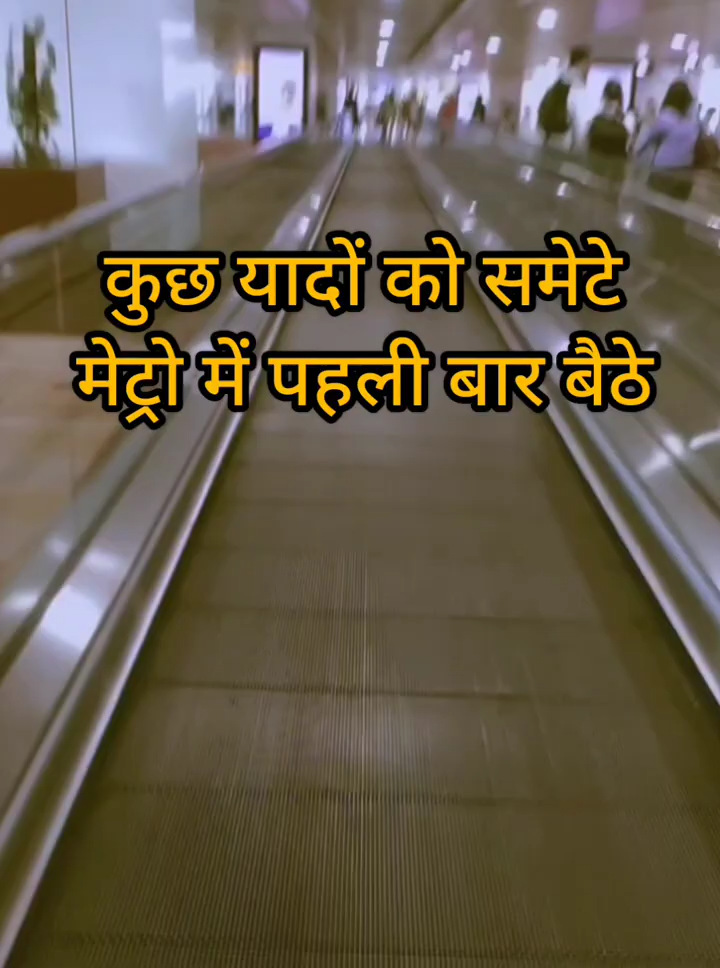 कुछ यादों को समेटे
मेट्रो में पहली बार बैठे